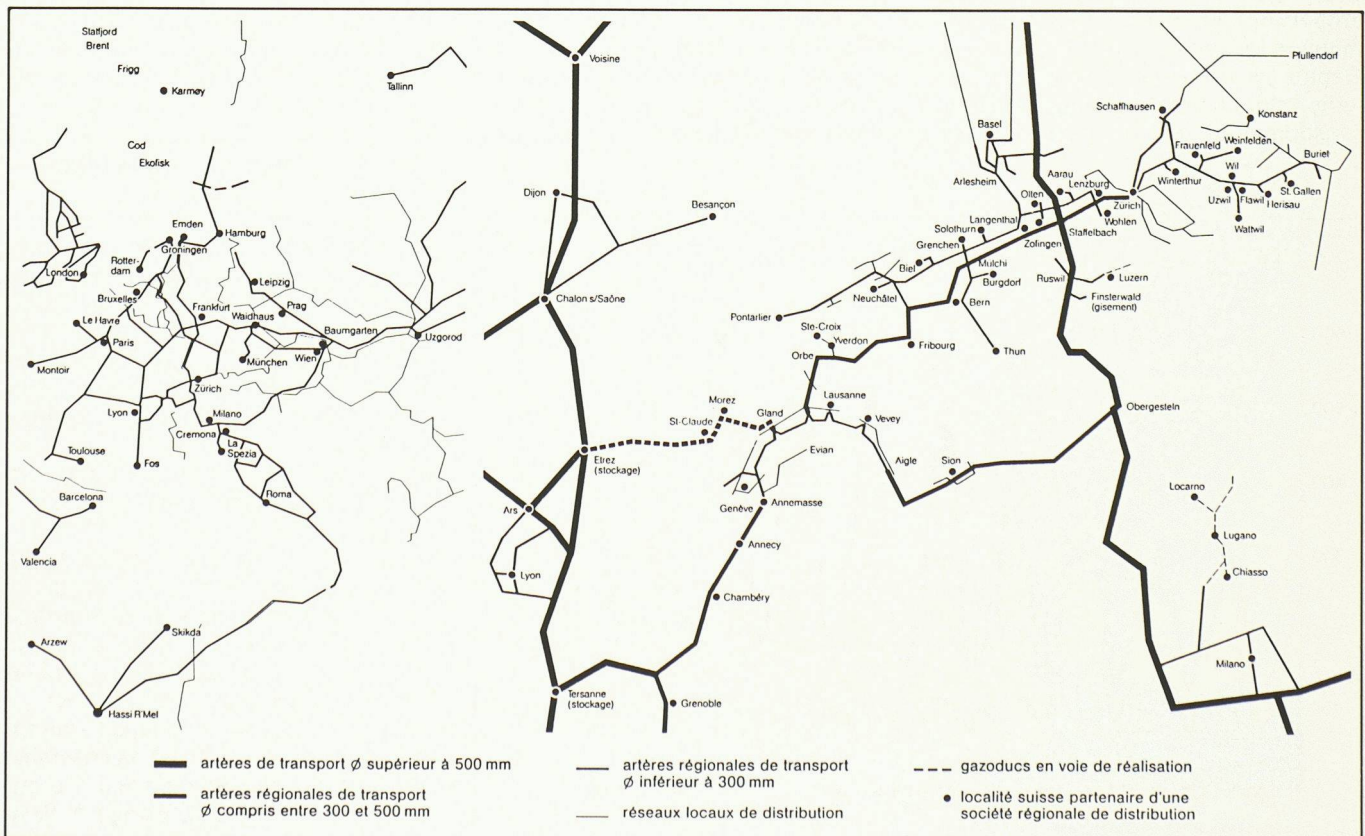 Statfjord
Brent
Frigg
Karmøy
Tallinn
Cod
Ekofisk
Emden
Groningen
Hamburg
Rotter-
dam
London
Bruxelles
Leipzig
Frankfurt
Prag
Waidhaus
Baumgarten
Le Havre
Paris
Uzgorod
Wien
München
Montoir
Zürich
Lyon
Milano
Cremona
La
Spezia
Toulouse
Fos
Barcelona
Roma
Valencia
Arzew
Skikda
Hassi R'Mel
Voisine
Dijon
Besançon
Chalon s/Saône
Pontarlier
Morez
St-Claude
Gland
Etrez
(stockage)
Ars
Lyon
Tersanne
(stockage)
Grenoble
Chambéry
Annecy
Annemasse
Genève
Evian
Lausanne
Vevey
Aigle
Sion
Obergesteln
Ste-Croix
Yverdon
Orbe
Fribourg
Neuchâtel
Biel
Grenchen
Solothurn
Langenthal
Mülchi
Burgdorf
Bern
Thun
Basel
Arlesheim
Olten
Aarau
Lenzburg
Zofingen
Staffelbach
Wohlen
Zürich
Ruswil
Luzern
Finsterwald
(gisement)
Schaffhausen
Pfullendorf
Konstanz
Frauenfeld
Weinfelden
Winterthur
Wil
Uzwil
Flawil
Herisau
St. Gallen
Buriet
Wattwil
Locarno
Lugano
Chiasso
Milano
artères de transport Ø supérieur à 500 mm
artères régionales de transport
Ø compris entre 300 et 500 mm
artères régionales de transport
Ø inférieur à 300 mm
réseaux locaux de distribution
gazoducs en voie de réalisation
localité suisse partenaire d'une
société régionale de distribution